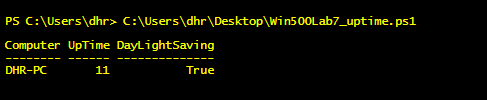 PS C:\Users\dhr> C:\Users\dhr\Desktop\Win500Lab7_uptime.ps1
Computer UpTime DayLightSaving
-------- ------ --------------
DHR-PC 11 True